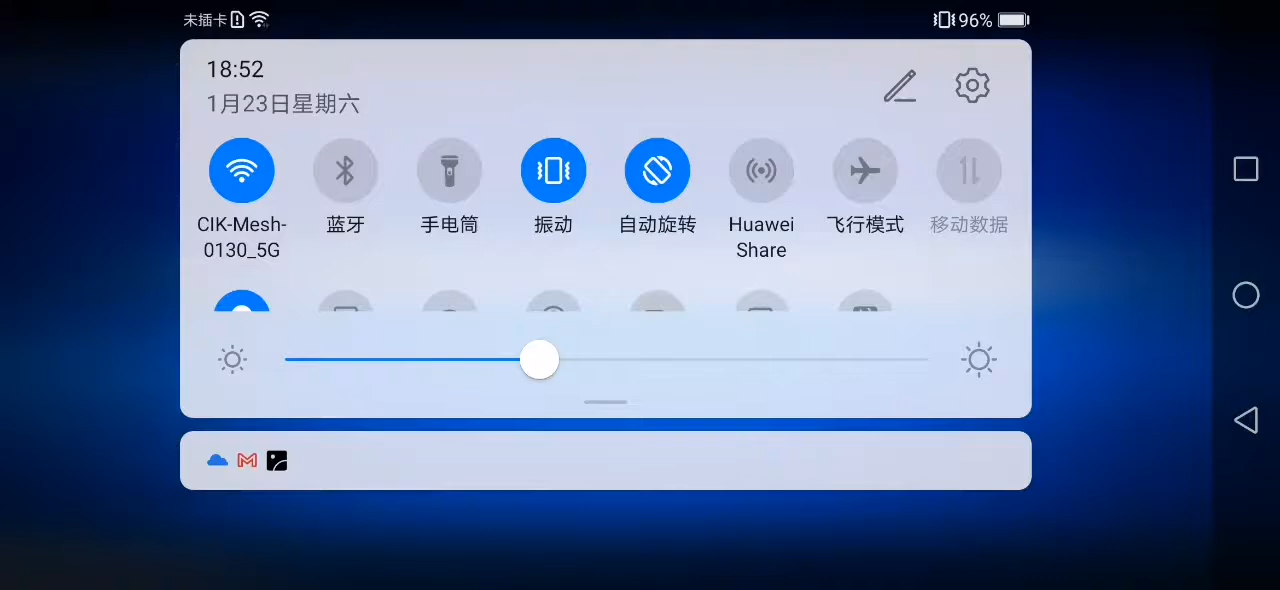 未插卡
96%
18:52
1月23日星期六
CIK-Mesh-
0130_5G
蓝牙
手电筒
振动
自动旋转
Huawei
Share
飞行模式
移动数据